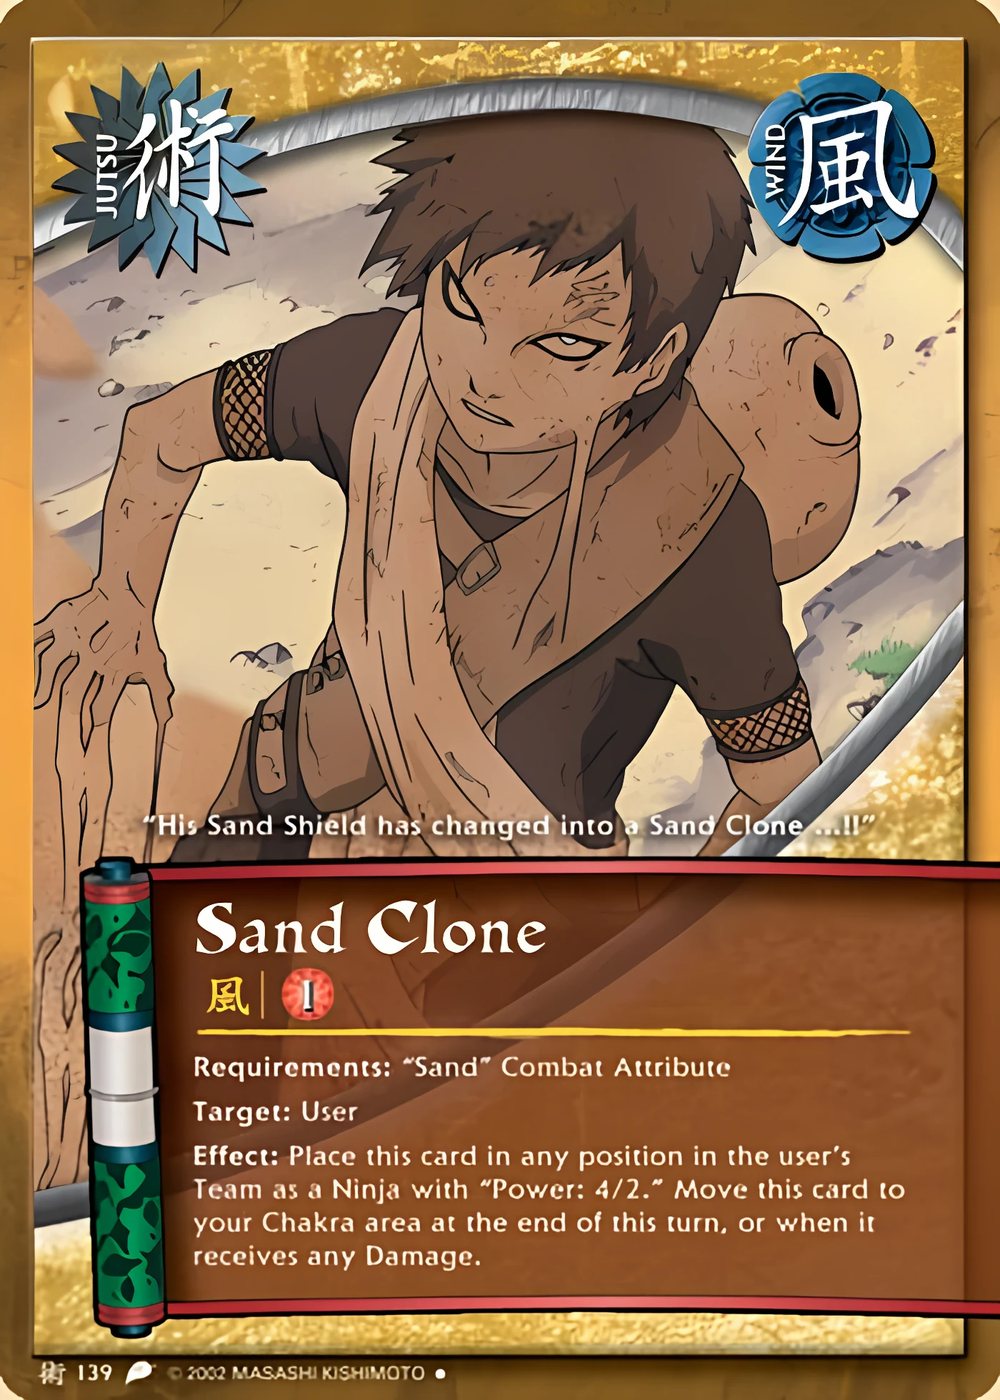 JUTSU 術
WIND 風
“His Sand Shield has changed into a Sand Clone ...!!”
Sand Clone
風 | 1
Requirements: “Sand” Combat Attribute
Target: User
Effect: Place this card in any position in the user's
Team as a Ninja with “Power: 4/2.” Move this card to
your Chakra area at the end of this turn, or when it
receives any Damage.
術 139 © 2002 MASASHI KISHIMOTO